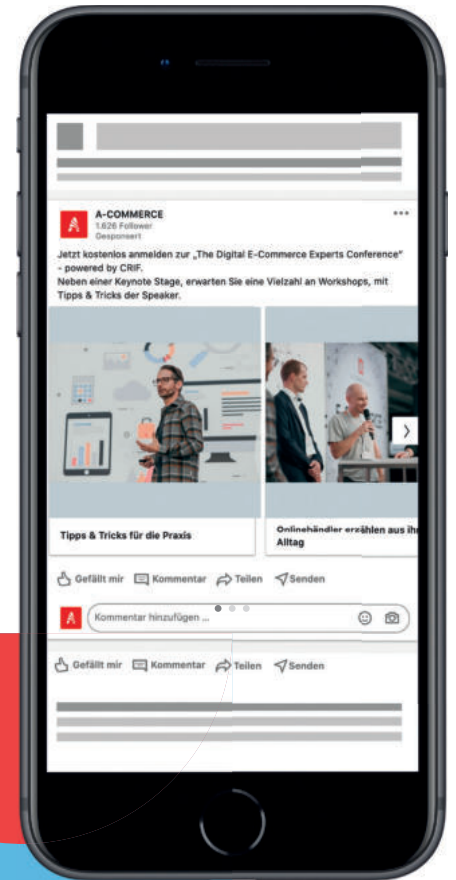 A-COMMERCE
1.626 Follower
Gesponsert
Jetzt kostenlos anmelden zur „The Digital E-Commerce Experts Conference“
- powered by CRIF.
Neben einer Keynote Stage, erwarten Sie eine Vielzahl an Workshops, mit
Tipps & Tricks der Speaker.
Tipps & Tricks für die Praxis
Onlinehändler erzählen aus ihr
Alltag
Gefällt mir Kommentar Teilen Senden
Kommentar hinzufügen ...
Gefällt mir Kommentar Teilen Senden